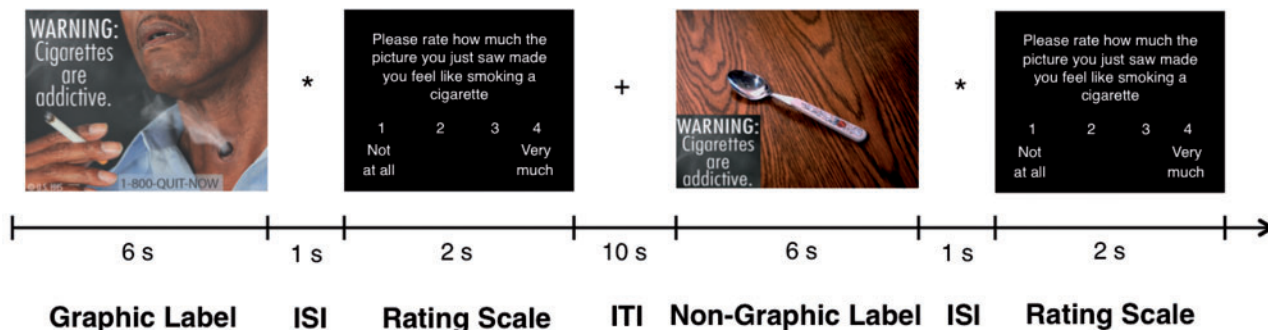 WARNING:
Cigarettes
are
addictive.
© U.S. HHS
1-800-QUIT-NOW
*
Please rate how much the
picture you just saw made
you feel like smoking a
cigarette
1 2 3 4
Not Very
at all much
+
WARNING:
Cigarettes
are
addictive.
*
Please rate how much the
picture you just saw made
you feel like smoking a
cigarette
1 2 3 4
Not Very
at all much
6 s 1 s 2 s 10 s 6 s 1 s 2 s
Graphic Label ISI Rating Scale ITI Non-Graphic Label ISI Rating Scale